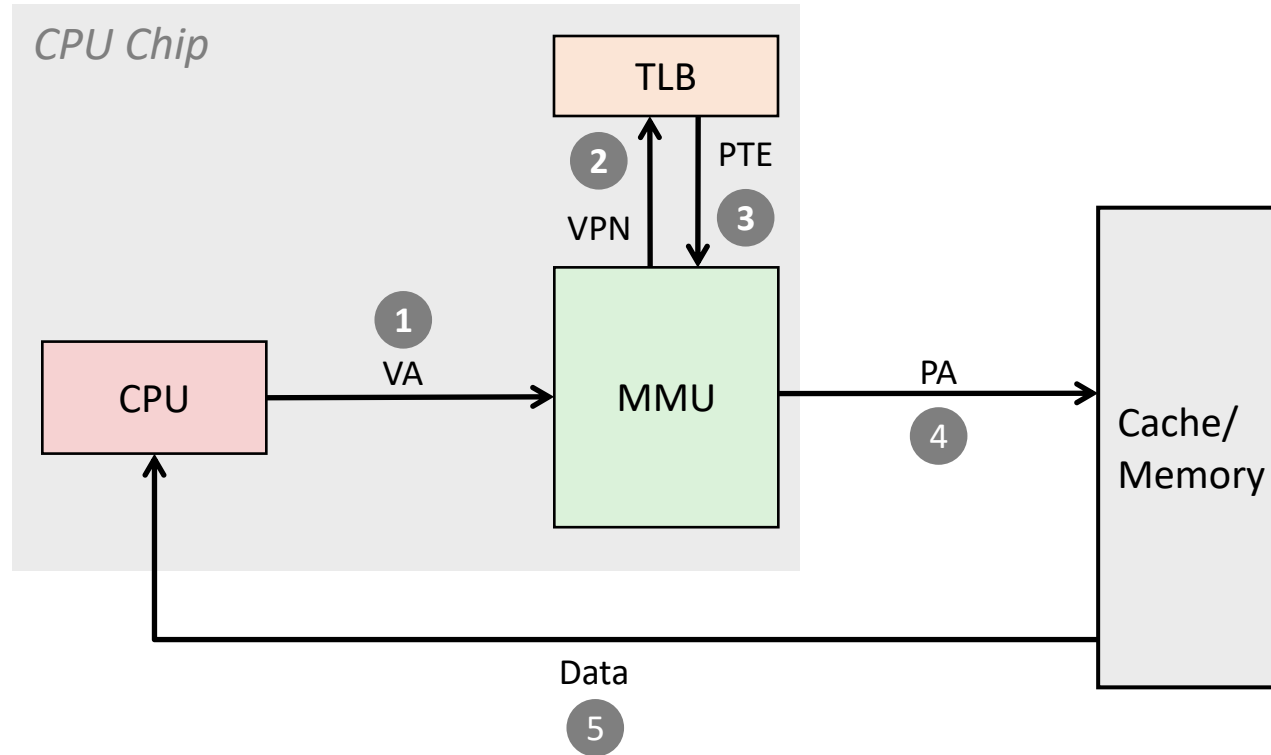 CPU Chip
TLB
2
PTE
VPN
3
1
VA
CPU
MMU
PA
4
Cache/
Memory
Data
5